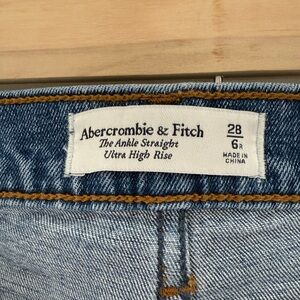 Abercrombie & Fitch
The Ankle Straight
Ultra High Rise
28
6R
MADE IN
CHINA